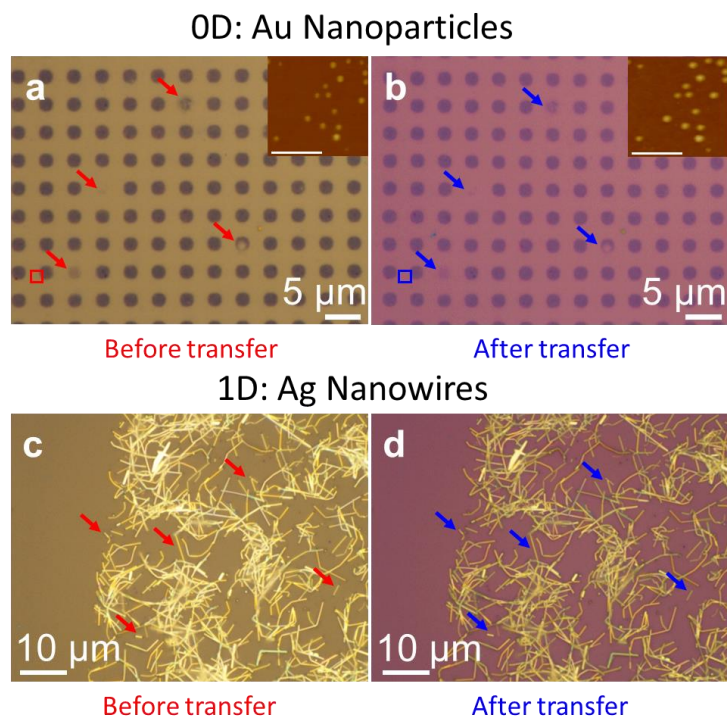 0D: Au Nanoparticles
a
b
5 μm
5 μm
Before transfer
After transfer
1D: Ag Nanowires
c
d
10 μm
10 μm
Before transfer
After transfer